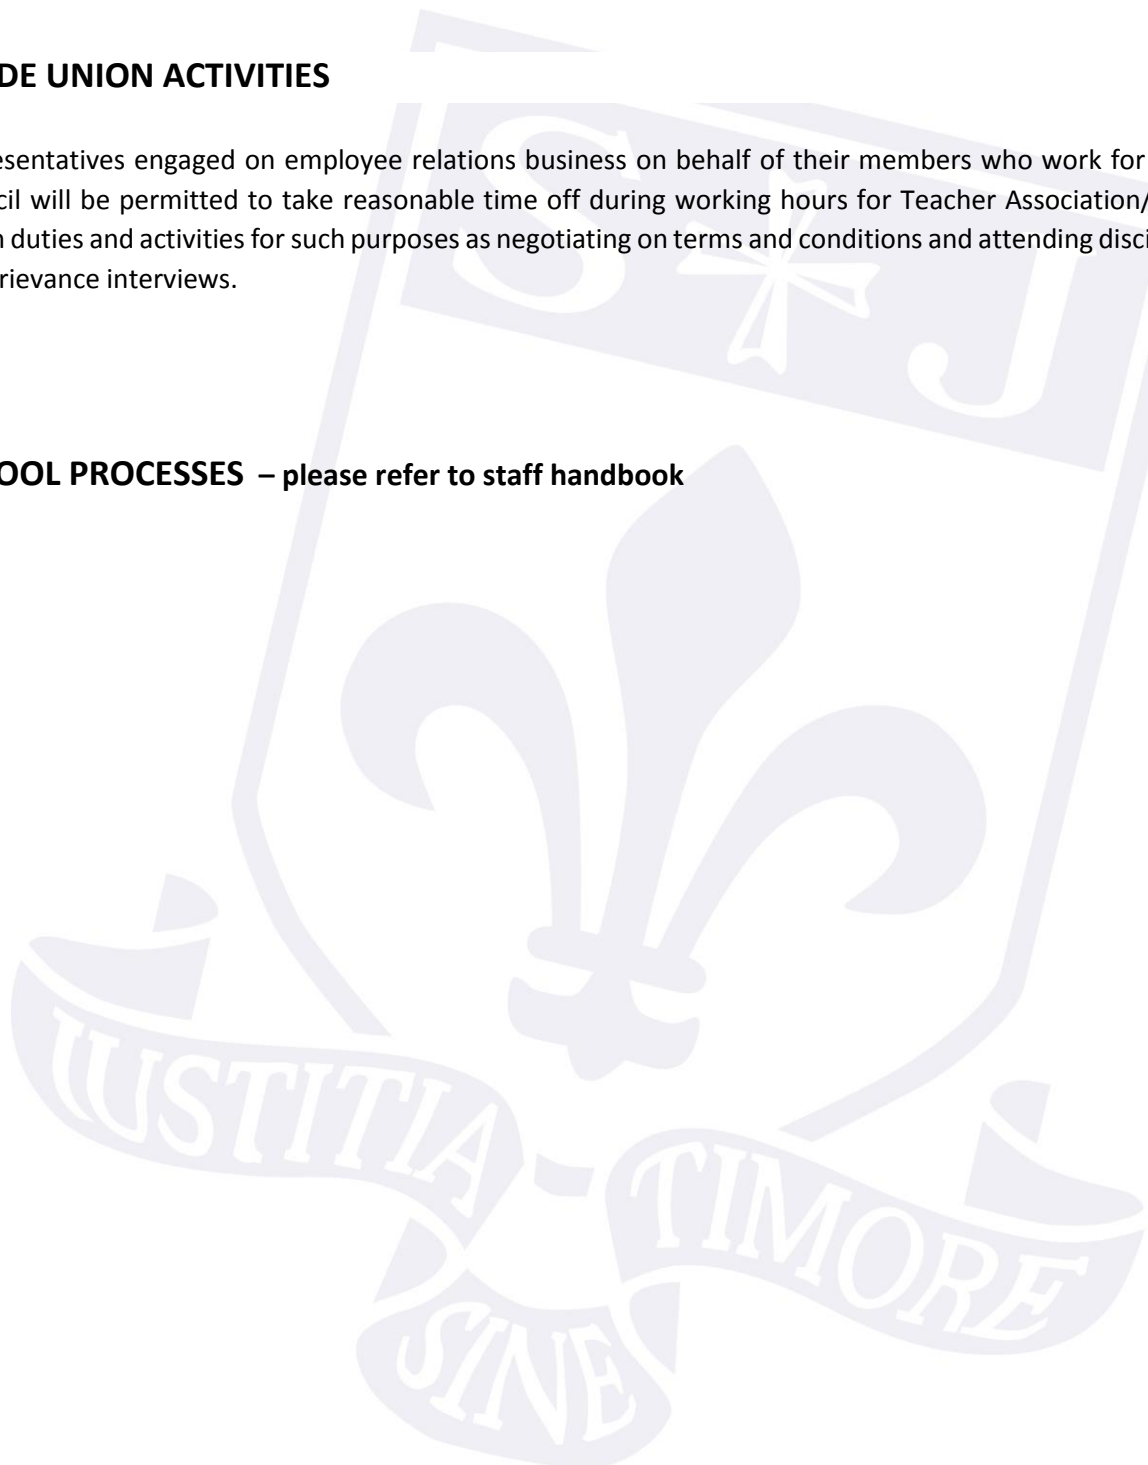 DE UNION ACTIVITIES
esentatives engaged on employee relations business on behalf of their members who work for
cil will be permitted to take reasonable time off during working hours for Teacher Association/
n duties and activities for such purposes as negotiating on terms and conditions and attending disci
rievance interviews.
OOL PROCESSES – please refer to staff handbook
S J
IUSTITIA
SINE
TIMORE